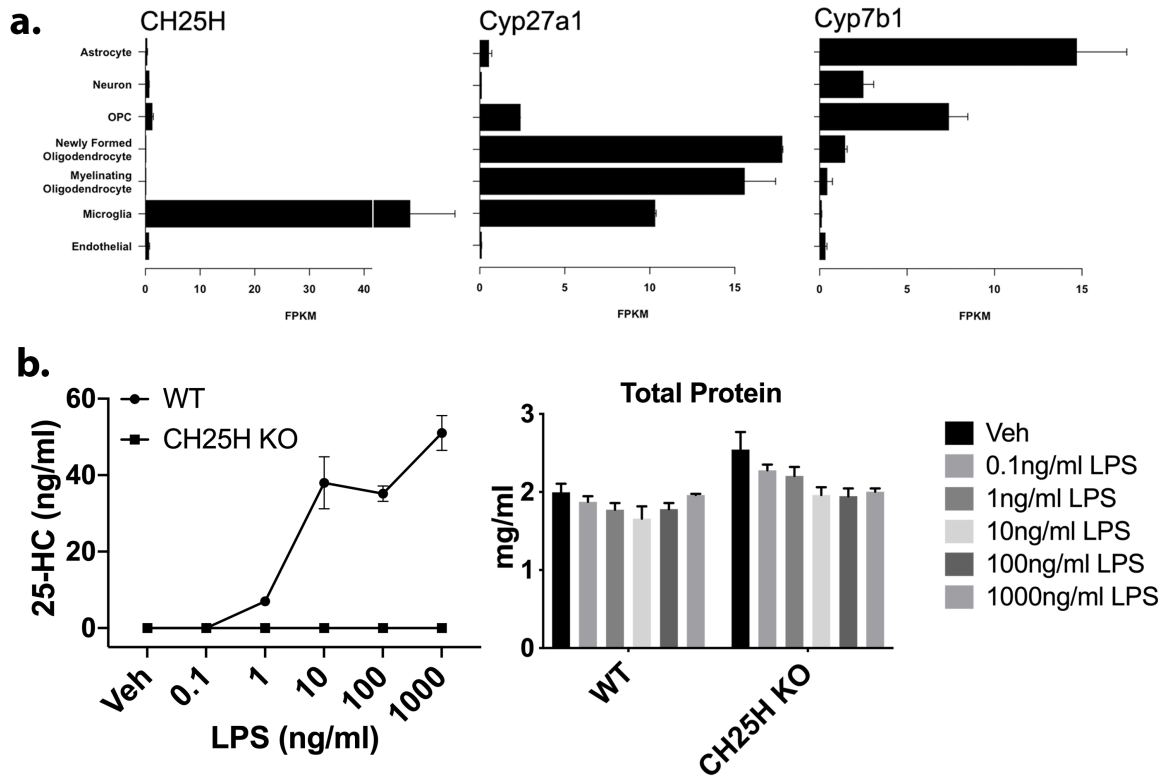 a.
CH25H
Astrocyte
Neuron
OPC
Newly Formed
Oligodendrocyte
Myelinating
Oligodendrocyte
Microglia
Endothelial
0 10 20 30 40
FPKM
Cyp27a1
0 5 10 15
FPKM
Cyp7b1
0 5 10 15
FPKM
b.
WT
CH25H KO
60
40
20
0
25-HC (ng/ml)
Veh 0.1 1 10 100 1000
LPS (ng/ml)
Total Protein
3
2
1
0
mg/ml
WT CH25H KO
Veh
0.1ng/ml LPS
1ng/ml LPS
10ng/ml LPS
100ng/ml LPS
1000ng/ml LPS